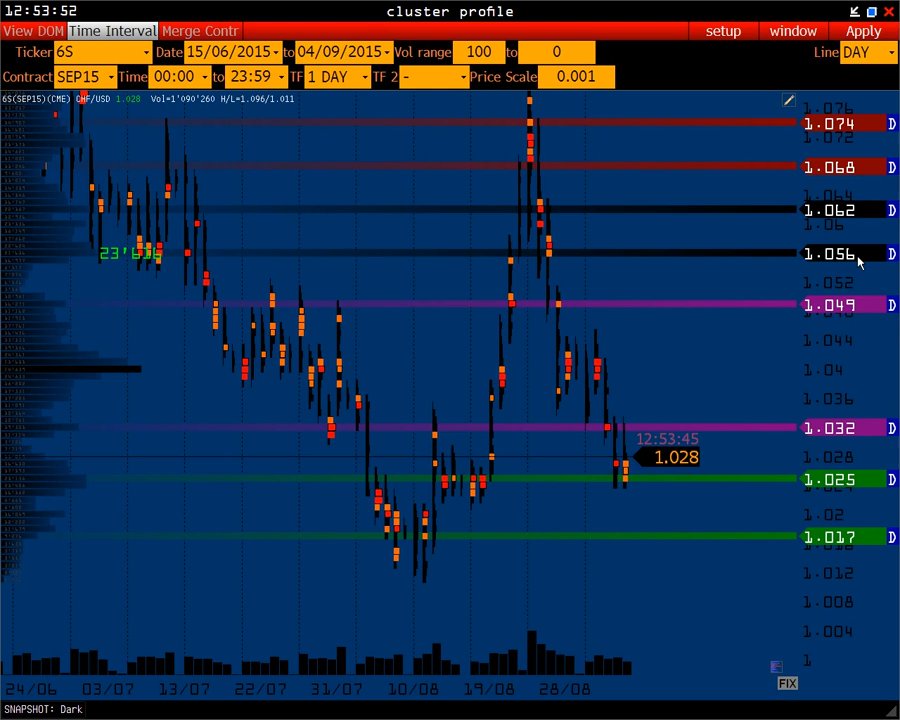 12:53:52 cluster profile
View DOM Time Interval Merge Contr setup window Apply
Ticker 6S Date 15/06/2015 to 04/09/2015 Vol range 100 to 0 Line DAY
Contract SEP15 Time 00:00 to 23:59 TF 1 DAY TF 2 - Price Scale 0.001
6S(SEP15)(CME) CHF/USD 1.028 Vol=1'090'260 H/L=1.096/1.011
1.076
1.074 D
1.072
1.068 D
1.064
1.062 D
1.06
23'636
1.056 D
1.052
1.049 D
1.044
1.04
1.036
1.032 D
12:53:45
1.028
1.028
1.025 D
1.02
1.017 D
1.012
1.008
1.004
1
FIX
24/06 03/07 13/07 22/07 31/07 10/08 19/08 28/08
SNAPSHOT: Dark